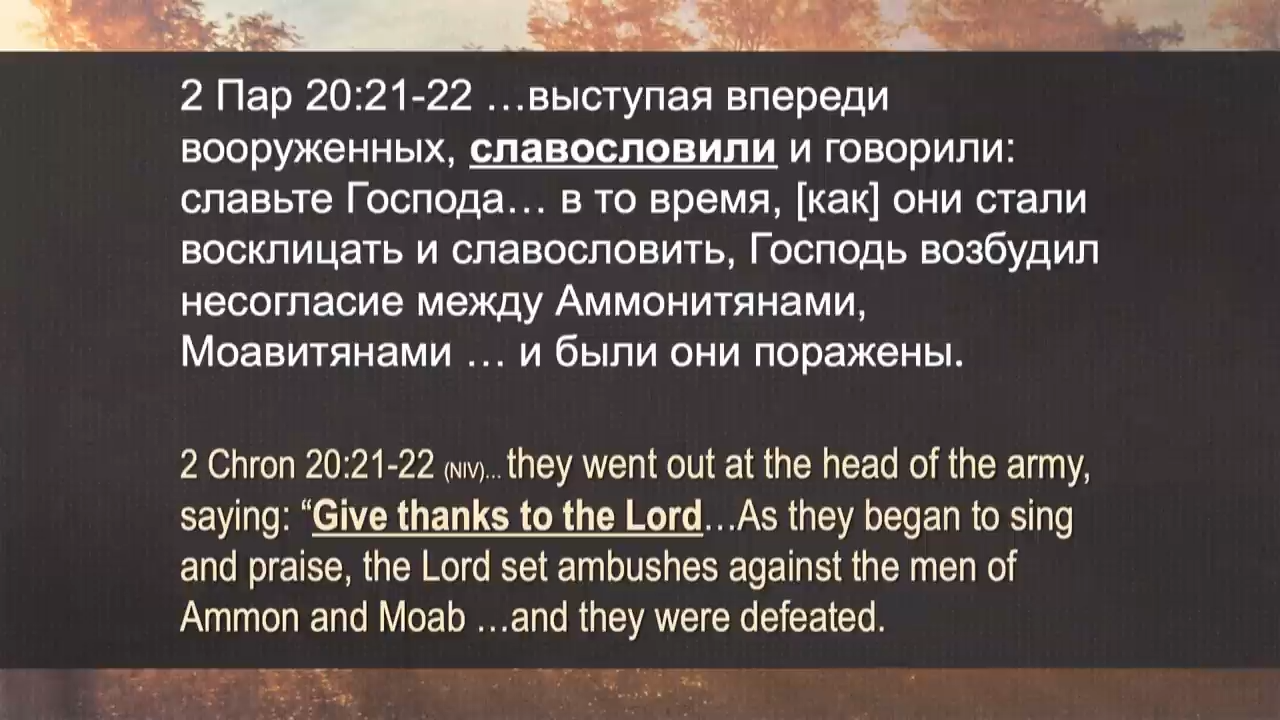 2 Пар 20:21-22 …выступая впереди
вооруженных, славословили и говорили:
славьте Господа… в то время, [как] они стали
восклицать и славословить, Господь возбудил
несогласие между Аммонитянами,
Моавитянами … и были они поражены.
2 Chron 20:21-22 (NIV)... they went out at the head of the army,
saying: “Give thanks to the Lord…As they began to sing
and praise, the Lord set ambushes against the men of
Ammon and Moab …and they were defeated.